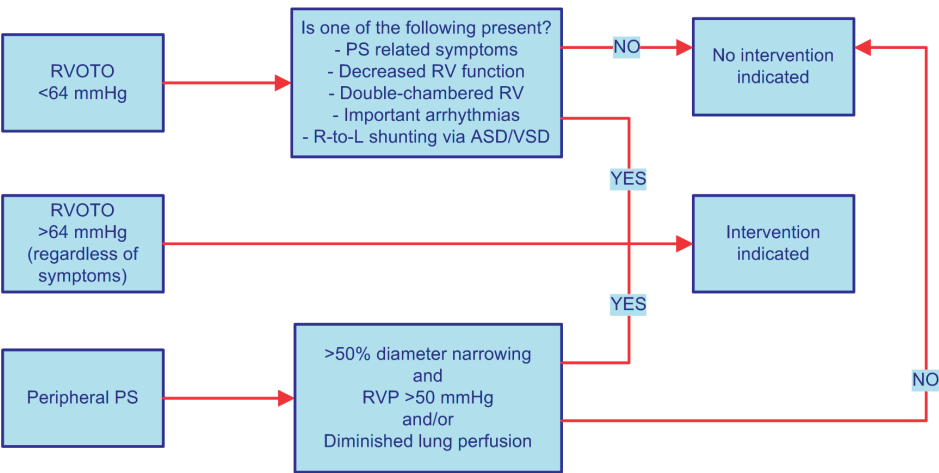 RVOTO
<64 mmHg
Is one of the following present?
- PS related symptoms
- Decreased RV function
- Double-chambered RV
- Important arrhythmias
- R-to-L shunting via ASD/VSD
NO
No intervention
indicated
YES
RVOTO
>64 mmHg
(regardless of
symptoms)
Intervention
indicated
YES
Peripheral PS
>50% diameter narrowing
and
RVP >50 mmHg
and/or
Diminished lung perfusion
NO